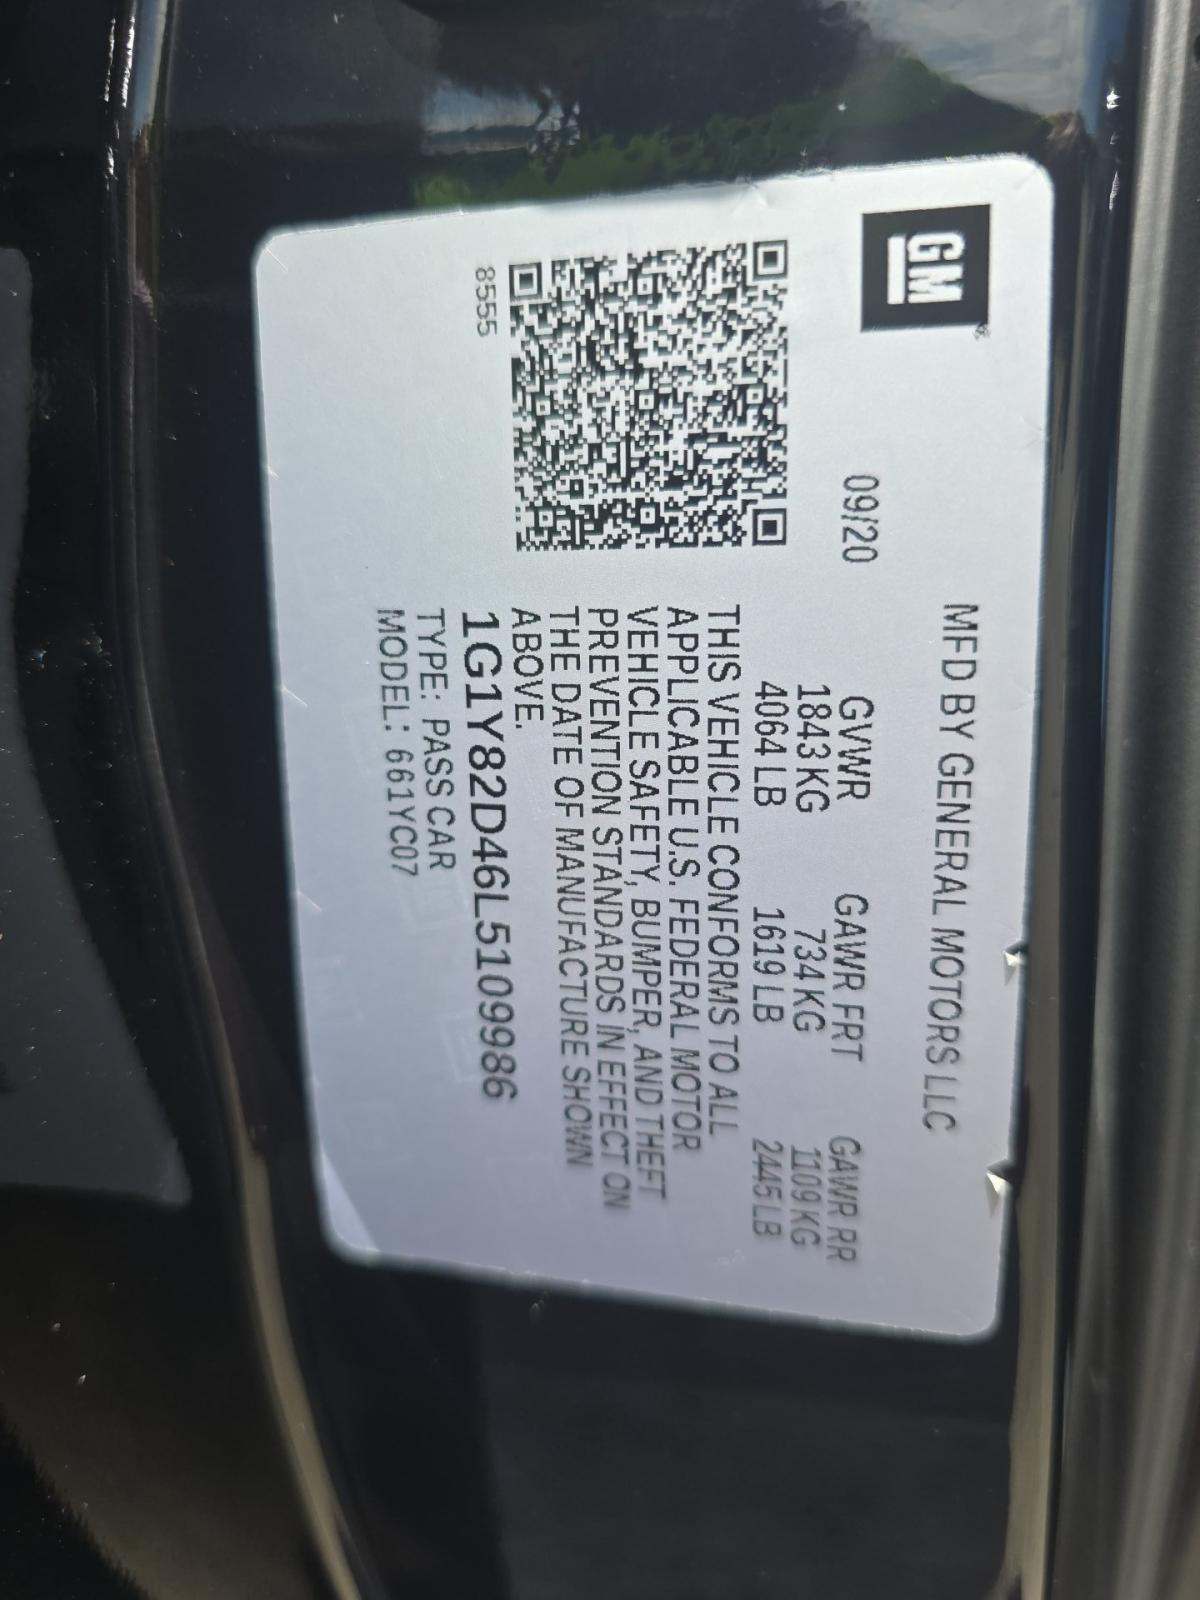 GM®
MFD BY GENERAL MOTORS LLC
09/20
GVWR GAWR FRT GAWR RR
1843 KG 734 KG 1109 KG
4064 LB 1619 LB 2445 LB
THIS VEHICLE CONFORMS TO ALL
APPLICABLE U.S. FEDERAL MOTOR
VEHICLE SAFETY, BUMPER, AND THEFT
PREVENTION STANDARDS IN EFFECT ON
THE DATE OF MANUFACTURE SHOWN
ABOVE.
8555
1G1Y82D46L5109986
TYPE: PASS CAR
MODEL: 661YC07